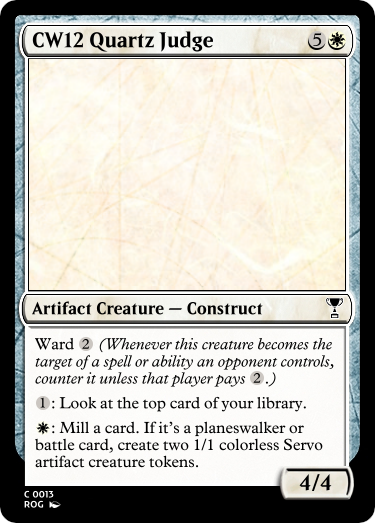 CW12 Quartz Judge 5
Artifact Creature — Construct
Ward 2 (Whenever this creature becomes the
target of a spell or ability an opponent controls,
counter it unless that player pays 2.)
1: Look at the top card of your library.
: Mill a card. If it's a planeswalker or
battle card, create two 1/1 colorless Servo
artifact creature tokens.
4/4
C 0013
ROG